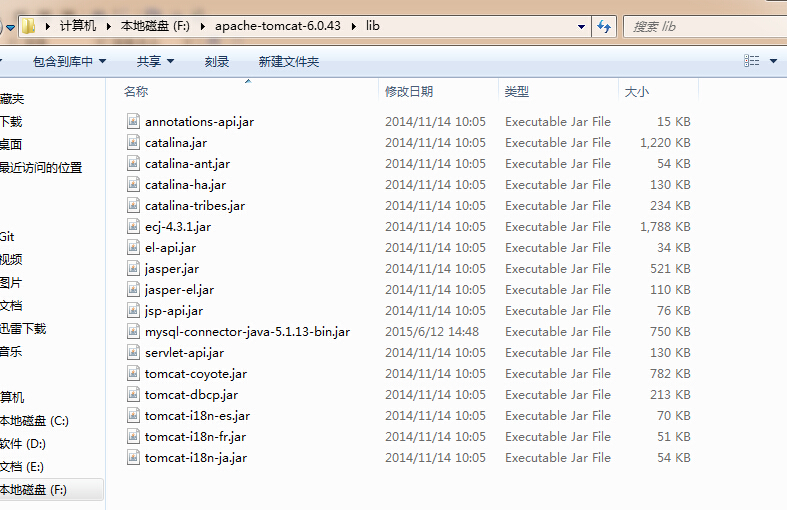 计算机 本地磁盘 (F:) apache-tomcat-6.0.43 lib 搜索 lib
包含到库中 共享 刻录 新建文件夹
名称 修改日期 类型 大小
藏夹
下载
桌面
最近访问的位置
Git
视频
图片
文档
迅雷下载
音乐
算机
本地磁盘 (C:)
软件 (D:)
文档 (E:)
本地磁盘 (F:)
annotations-api.jar 2014/11/14 10:05 Executable Jar File 15 KB
catalina.jar 2014/11/14 10:05 Executable Jar File 1,220 KB
catalina-ant.jar 2014/11/14 10:05 Executable Jar File 54 KB
catalina-ha.jar 2014/11/14 10:05 Executable Jar File 130 KB
catalina-tribes.jar 2014/11/14 10:05 Executable Jar File 234 KB
ecj-4.3.1.jar 2014/11/14 10:05 Executable Jar File 1,788 KB
el-api.jar 2014/11/14 10:05 Executable Jar File 34 KB
jasper.jar 2014/11/14 10:05 Executable Jar File 521 KB
jasper-el.jar 2014/11/14 10:05 Executable Jar File 110 KB
jsp-api.jar 2014/11/14 10:05 Executable Jar File 76 KB
mysql-connector-java-5.1.13-bin.jar 2015/6/12 14:48 Executable Jar File 750 KB
servlet-api.jar 2014/11/14 10:05 Executable Jar File 130 KB
tomcat-coyote.jar 2014/11/14 10:05 Executable Jar File 782 KB
tomcat-dbcp.jar 2014/11/14 10:05 Executable Jar File 213 KB
tomcat-i18n-es.jar 2014/11/14 10:05 Executable Jar File 70 KB
tomcat-i18n-fr.jar 2014/11/14 10:05 Executable Jar File 51 KB
tomcat-i18n-ja.jar 2014/11/14 10:05 Executable Jar File 54 KB